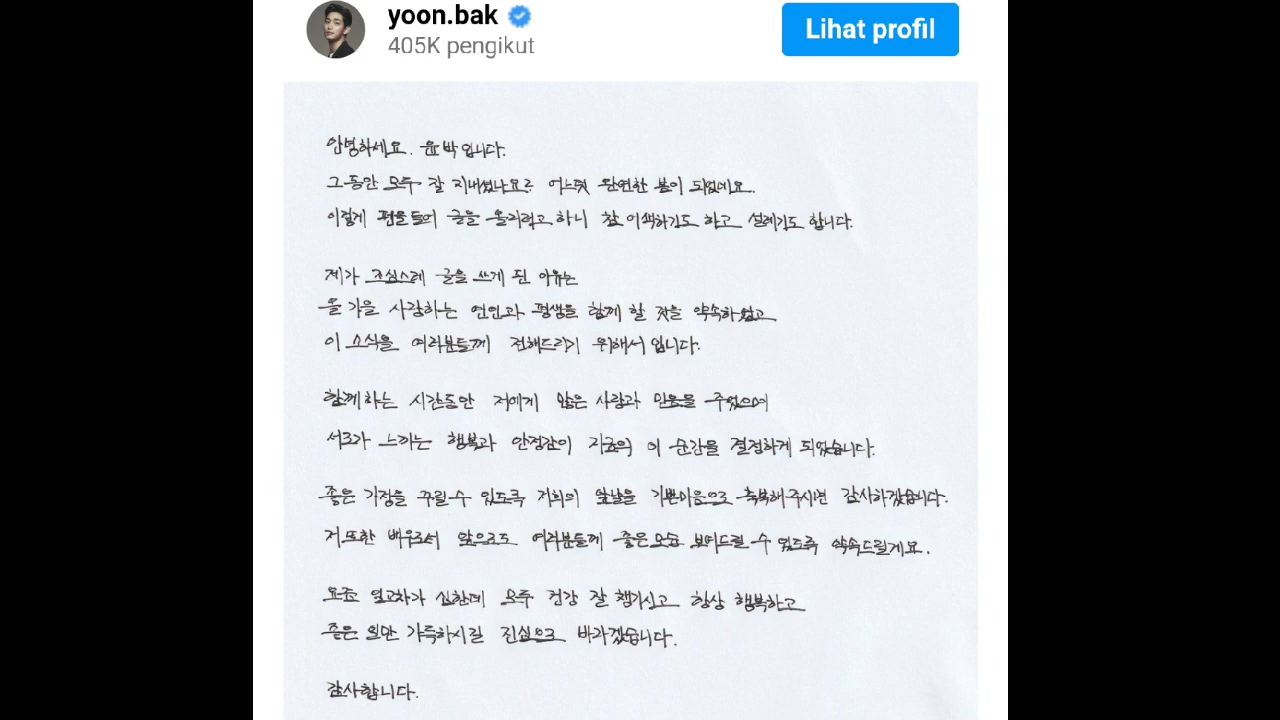 yoon.bak
405K pengikut
Lihat profil
안녕하세요. 윤박입니다.
그동안 모두 잘 지내셨나요? 어느덧 완연한 봄이 되었네요.
이렇게 펜을 들어 글을 올리려고 하니 참 어색하기도 하고 설레기도 합니다.
제가 조심스레 글을 쓰게 된 이유는
올 가을 사랑하는 연인과 평생을 함께 할 것을 약속하였고
이 소식을 여러분들께 전해드리기 위해서입니다.
함께하는 시간동안 저에게 많은 사랑과 믿음을 주었으며
서로가 느끼는 행복과 안정감이 지금의 이 순간을 결정하게 되었습니다.
좋은 가정을 꾸릴 수 있도록 저희의 앞날을 기쁜마음으로 축복해주시면 감사하겠습니다.
저 또한 배우로서 앞으로도 여러분들께 좋은모습 보여드릴 수 있도록 약속드릴게요.
요즘 일교차가 심한데 모두 건강 잘 챙기시고 항상 행복하고
좋은 일만 가득하시길 진심으로 바라겠습니다.
감사합니다.